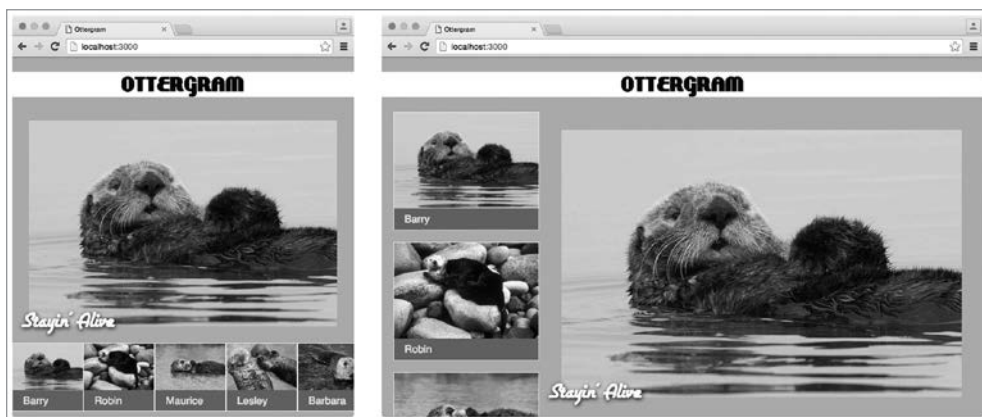 Ottergram
localhost:3000
OTTERGRAM
Stayin' Alive
Barry
Robin
Maurice
Lesley
Barbara
Ottergram
localhost:3000
OTTERGRAM
Barry
Robin
Stayin' Alive